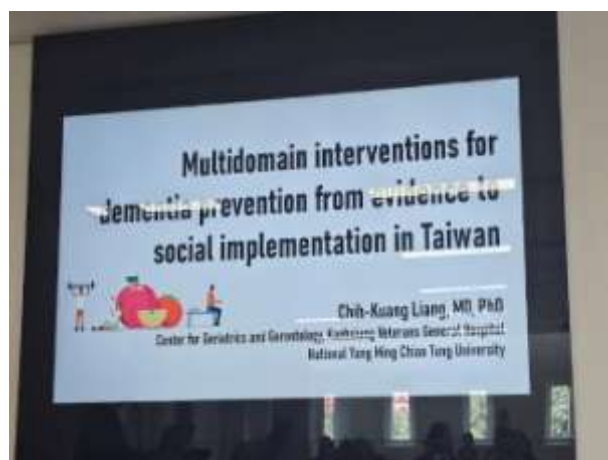 Multidomain interventions for
dementia prevention from evidence to
social implementation in Taiwan
Chih-Kuang Liang, MD, PhD
Center for Geriatrics and Gerontology, Kaohsiung Veterans General Hospital
National Yang Ming Chiao Tung University